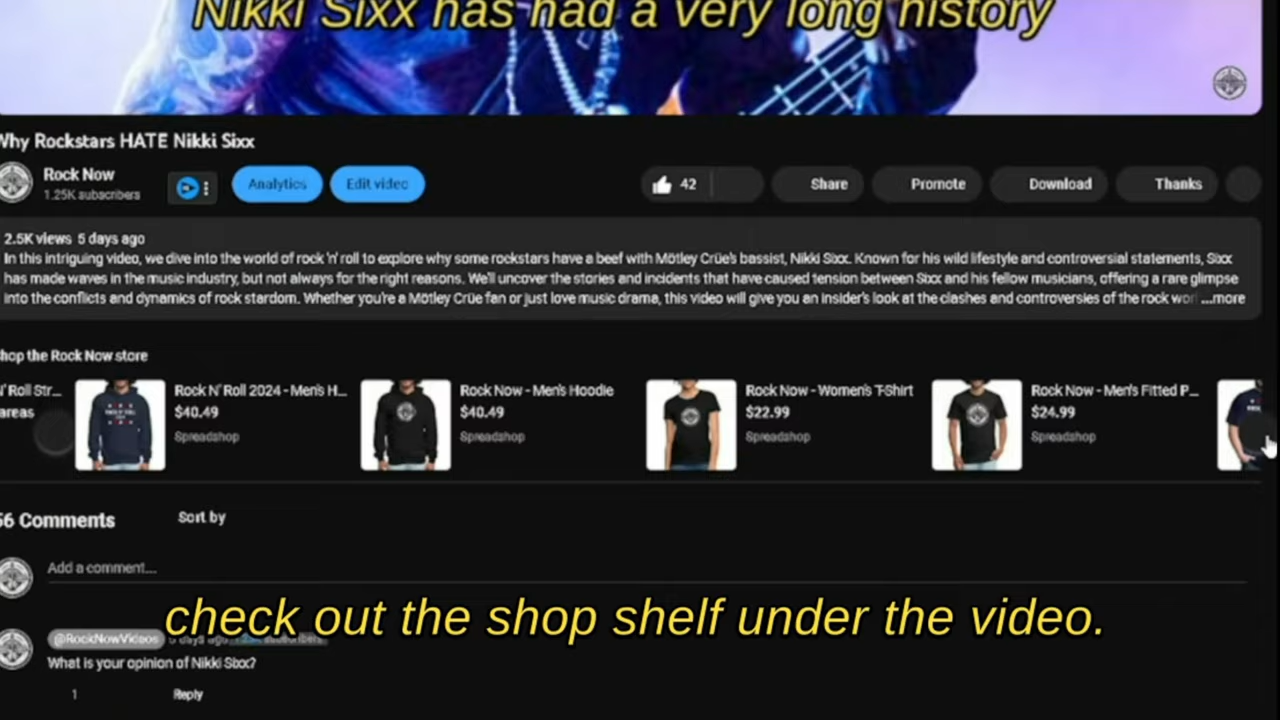 Nikki Sixx has had a very long history
Why Rockstars HATE Nikki Sixx
Rock Now
1.25K subscribers
Analytics
Edit video
42
Share
Promote
Download
Thanks
2.5K views 5 days ago
In this intriguing video, we dive into the world of rock 'n' roll to explore why some rockstars have a beef with Mötley Crüe's bassist, Nikki Sixx. Known for his wild lifestyle and controversial statements, Sixx
has made waves in the music industry, but not always for the right reasons. We'll uncover the stories and incidents that have caused tension between Sixx and his fellow musicians, offering a rare glimpse
into the conflicts and dynamics of rock stardom. Whether you're a Mötley Crüe fan or just love music drama, this video will give you an insider's look at the clashes and controversies of the rock wor ...more
hop the Rock Now store
N' Roll Str...
areas
Rock N' Roll 2024 - Men's H...
$40.49
Spreadshop
Rock Now - Men's Hoodie
$40.49
Spreadshop
Rock Now - Women's T-Shirt
$22.99
Spreadshop
Rock Now - Men's Fitted P...
$24.99
Spreadshop
56 Comments
Sort by
Add a comment...
check out the shop shelf under the video.
@RockNowVideos 5 days ago subscribers
What is your opinion of Nikki Sixx?
1
Reply